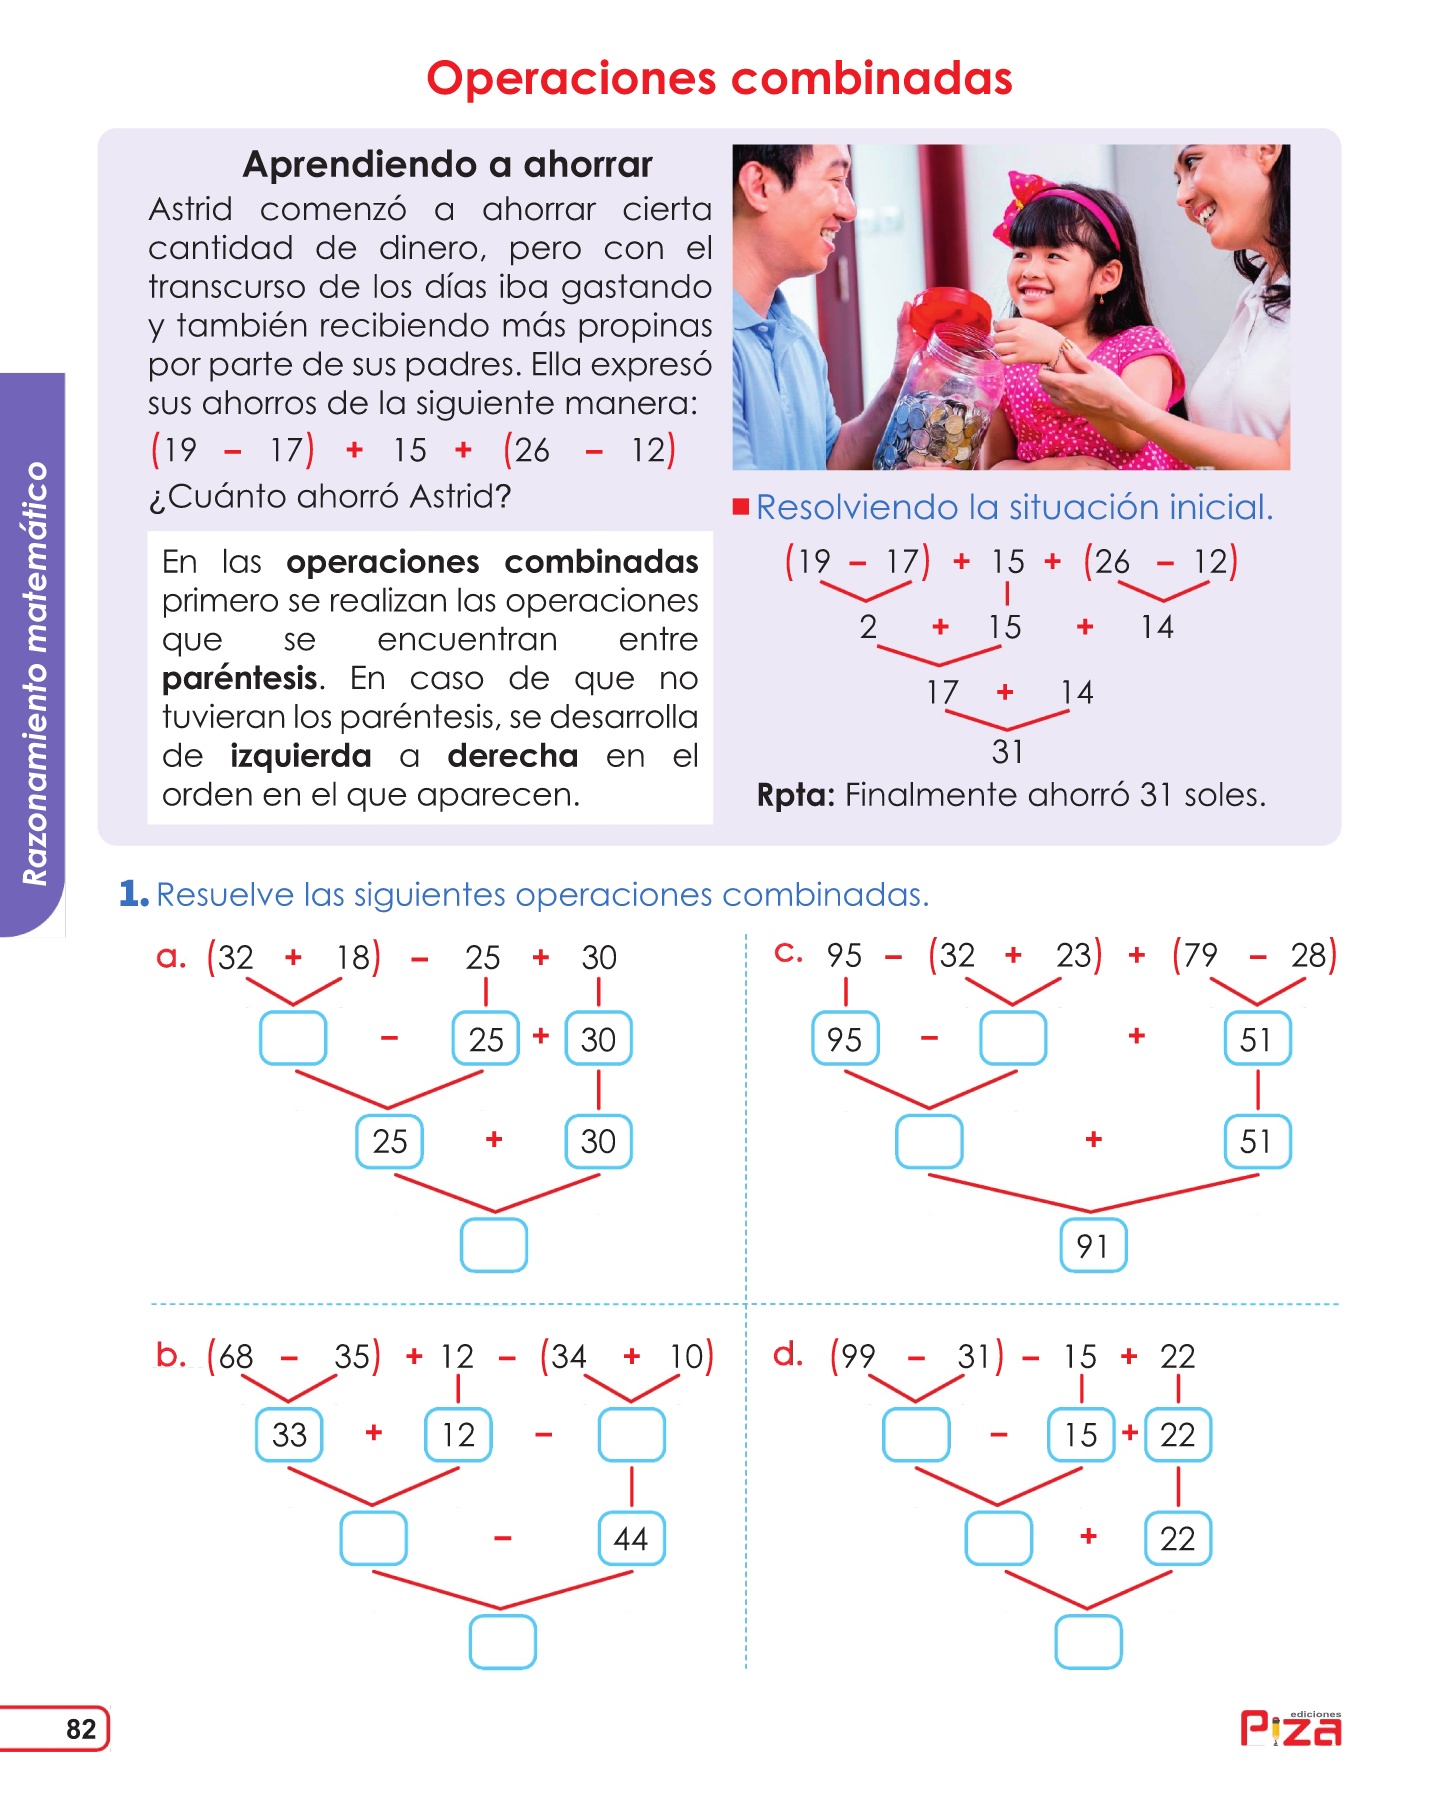 Operaciones combinadas
Aprendiendo a ahorrar
Astrid comenzó a ahorrar cierta
cantidad de dinero, pero con el
transcurso de los días iba gastando
y también recibiendo más propinas
por parte de sus padres. Ella expresó
sus ahorros de la siguiente manera:
(19 – 17) + 15 + (26 – 12)
¿Cuánto ahorró Astrid?
En las operaciones combinadas
primero se realizan las operaciones
que se encuentran entre
paréntesis. En caso de que no
tuvieran los paréntesis, se desarrolla
de izquierda a derecha en el
orden en el que aparecen.
Resolviendo la situación inicial.
(19 – 17) + 15 + (26 – 12)
2 + 15 + 14
17 + 14
31
Rpta: Finalmente ahorró 31 soles.
Razonamiento matemático
1. Resuelve las siguientes operaciones combinadas.
a. (32 + 18) – 25 + 30
– 25 + 30
25 + 30
c. 95 – (32 + 23) + (79 – 28)
95 – + 51
+ 51
91
b. (68 – 35) + 12 – (34 + 10)
33 + 12 –
– 44
d. (99 – 31) – 15 + 22
– 15 + 22
+ 22
82
ediciones
Piza